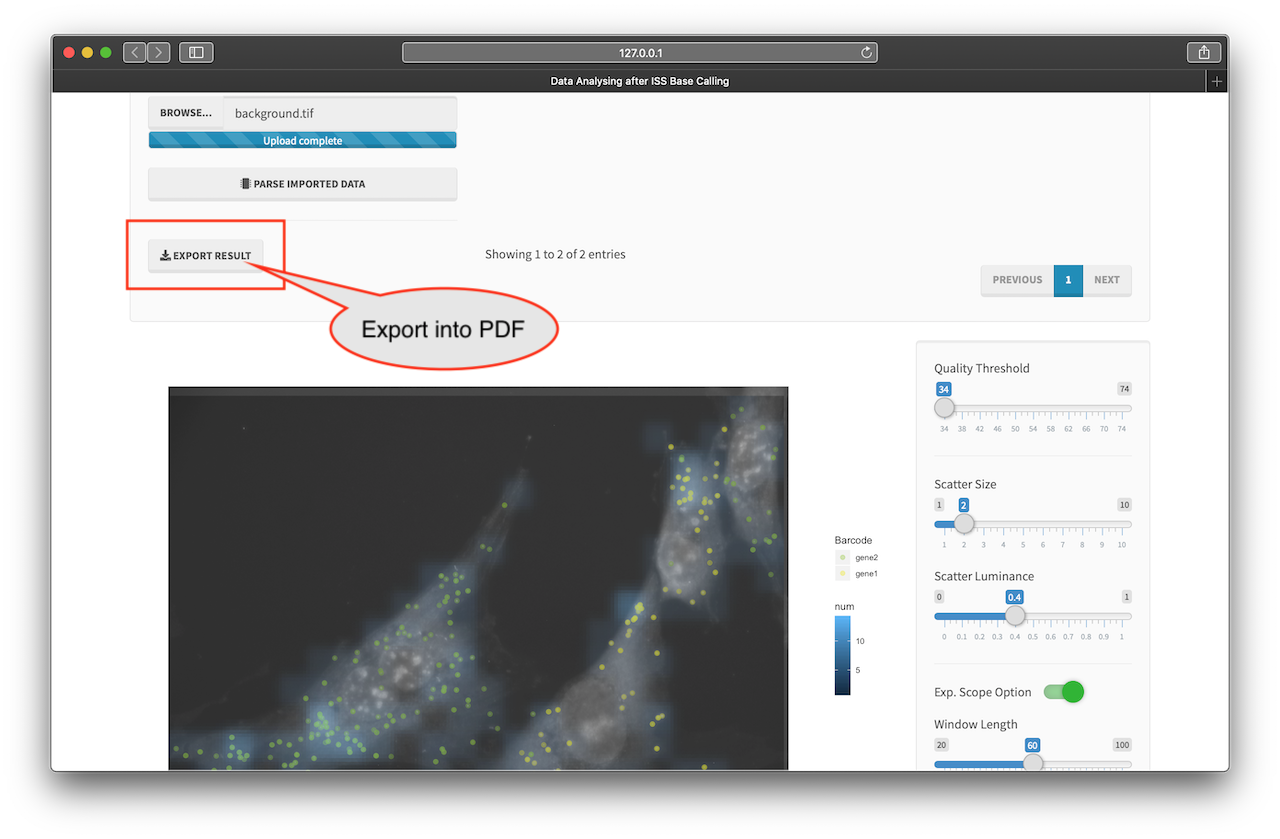 127.0.0.1
Data Analysing after ISS Base Calling
BROWSE... background.tif
Upload complete
PARSE IMPORTED DATA
EXPORT RESULT
Showing 1 to 2 of 2 entries
PREVIOUS 1 NEXT
Export into PDF
Quality Threshold
34 74
34 38 42 46 50 54 58 62 66 70 74
Scatter Size
1 2 10
1 2 3 4 5 6 7 8 9 10
Barcode
gene2
gene1
Scatter Luminance
0 0.4 1
0 0.1 0.2 0.3 0.4 0.5 0.6 0.7 0.8 0.9 1
num
10
5
Exp. Scope Option
Window Length
20 60 100